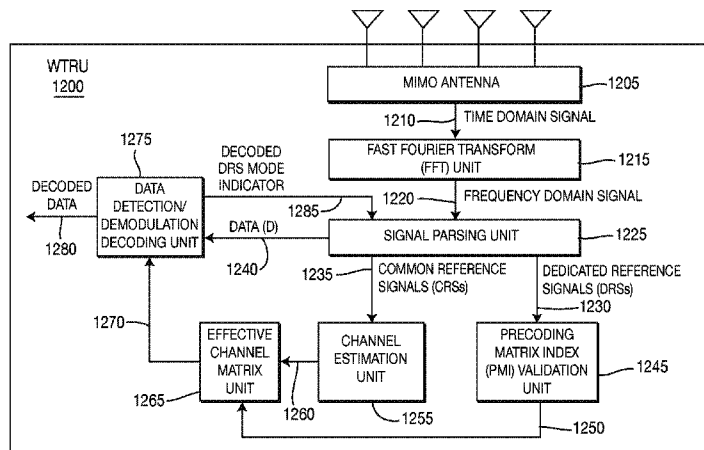 WTRU
1200
MIMO ANTENNA
1205
1210
TIME DOMAIN SIGNAL
FAST FOURIER TRANSFORM
(FFT) UNIT
1215
1220
FREQUENCY DOMAIN SIGNAL
1275
DECODED
DRS MODE
INDICATOR
1285
DECODED
DATA
1280
DATA
DETECTION/
DEMODULATION
DECODING UNIT
DATA (D)
1240
SIGNAL PARSING UNIT
1225
1235
COMMON REFERENCE
SIGNALS (CRSs)
DEDICATED REFERENCE
SIGNALS (DRSs)
1230
1270
EFFECTIVE
CHANNEL
MATRIX
UNIT
1265
1260
CHANNEL
ESTIMATION
UNIT
1255
PRECODING
MATRIX INDEX
(PMI) VALIDATION
UNIT
1245
1250